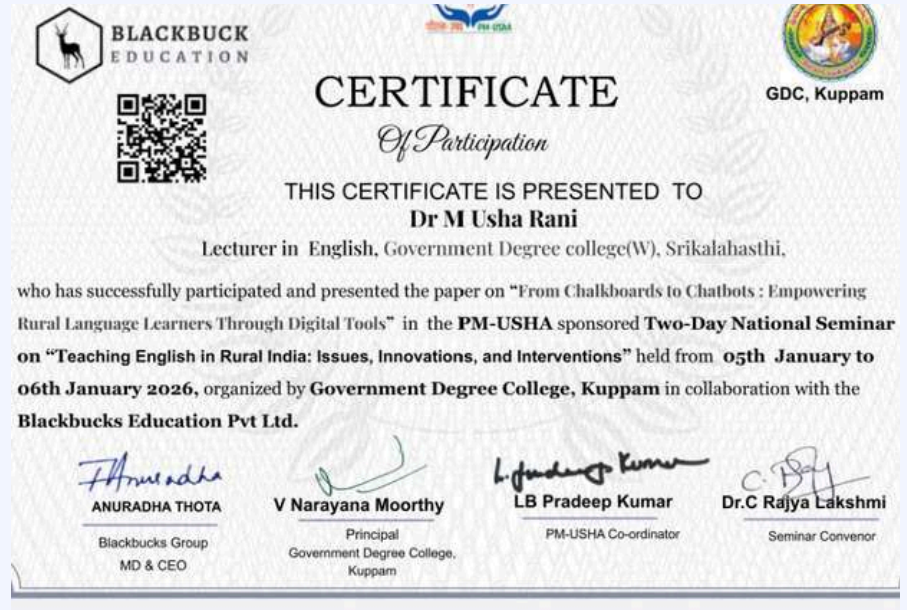 BLACKBUCK
EDUCATION
PM-USHA
GDC, Kuppam
CERTIFICATE
Of Participation
THIS CERTIFICATE IS PRESENTED TO
Dr M Usha Rani
Lecturer in English, Government Degree college(W), Srikalahasthi,
who has successfully participated and presented the paper on “From Chalkboards to Chatbots : Empowering
Rural Language Learners Through Digital Tools” in the PM-USHA sponsored Two-Day National Seminar
on “Teaching English in Rural India: Issues, Innovations, and Interventions” held from 05th January to
06th January 2026, organized by Government Degree College, Kuppam in collaboration with the
Blackbucks Education Pvt Ltd.
ANURADHA THOTA
Blackbucks Group
MD & CEO
V Narayana Moorthy
Principal
Government Degree College,
Kuppam
LB Pradeep Kumar
PM-USHA Co-ordinator
Dr.C Rajya Lakshmi
Seminar Convenor